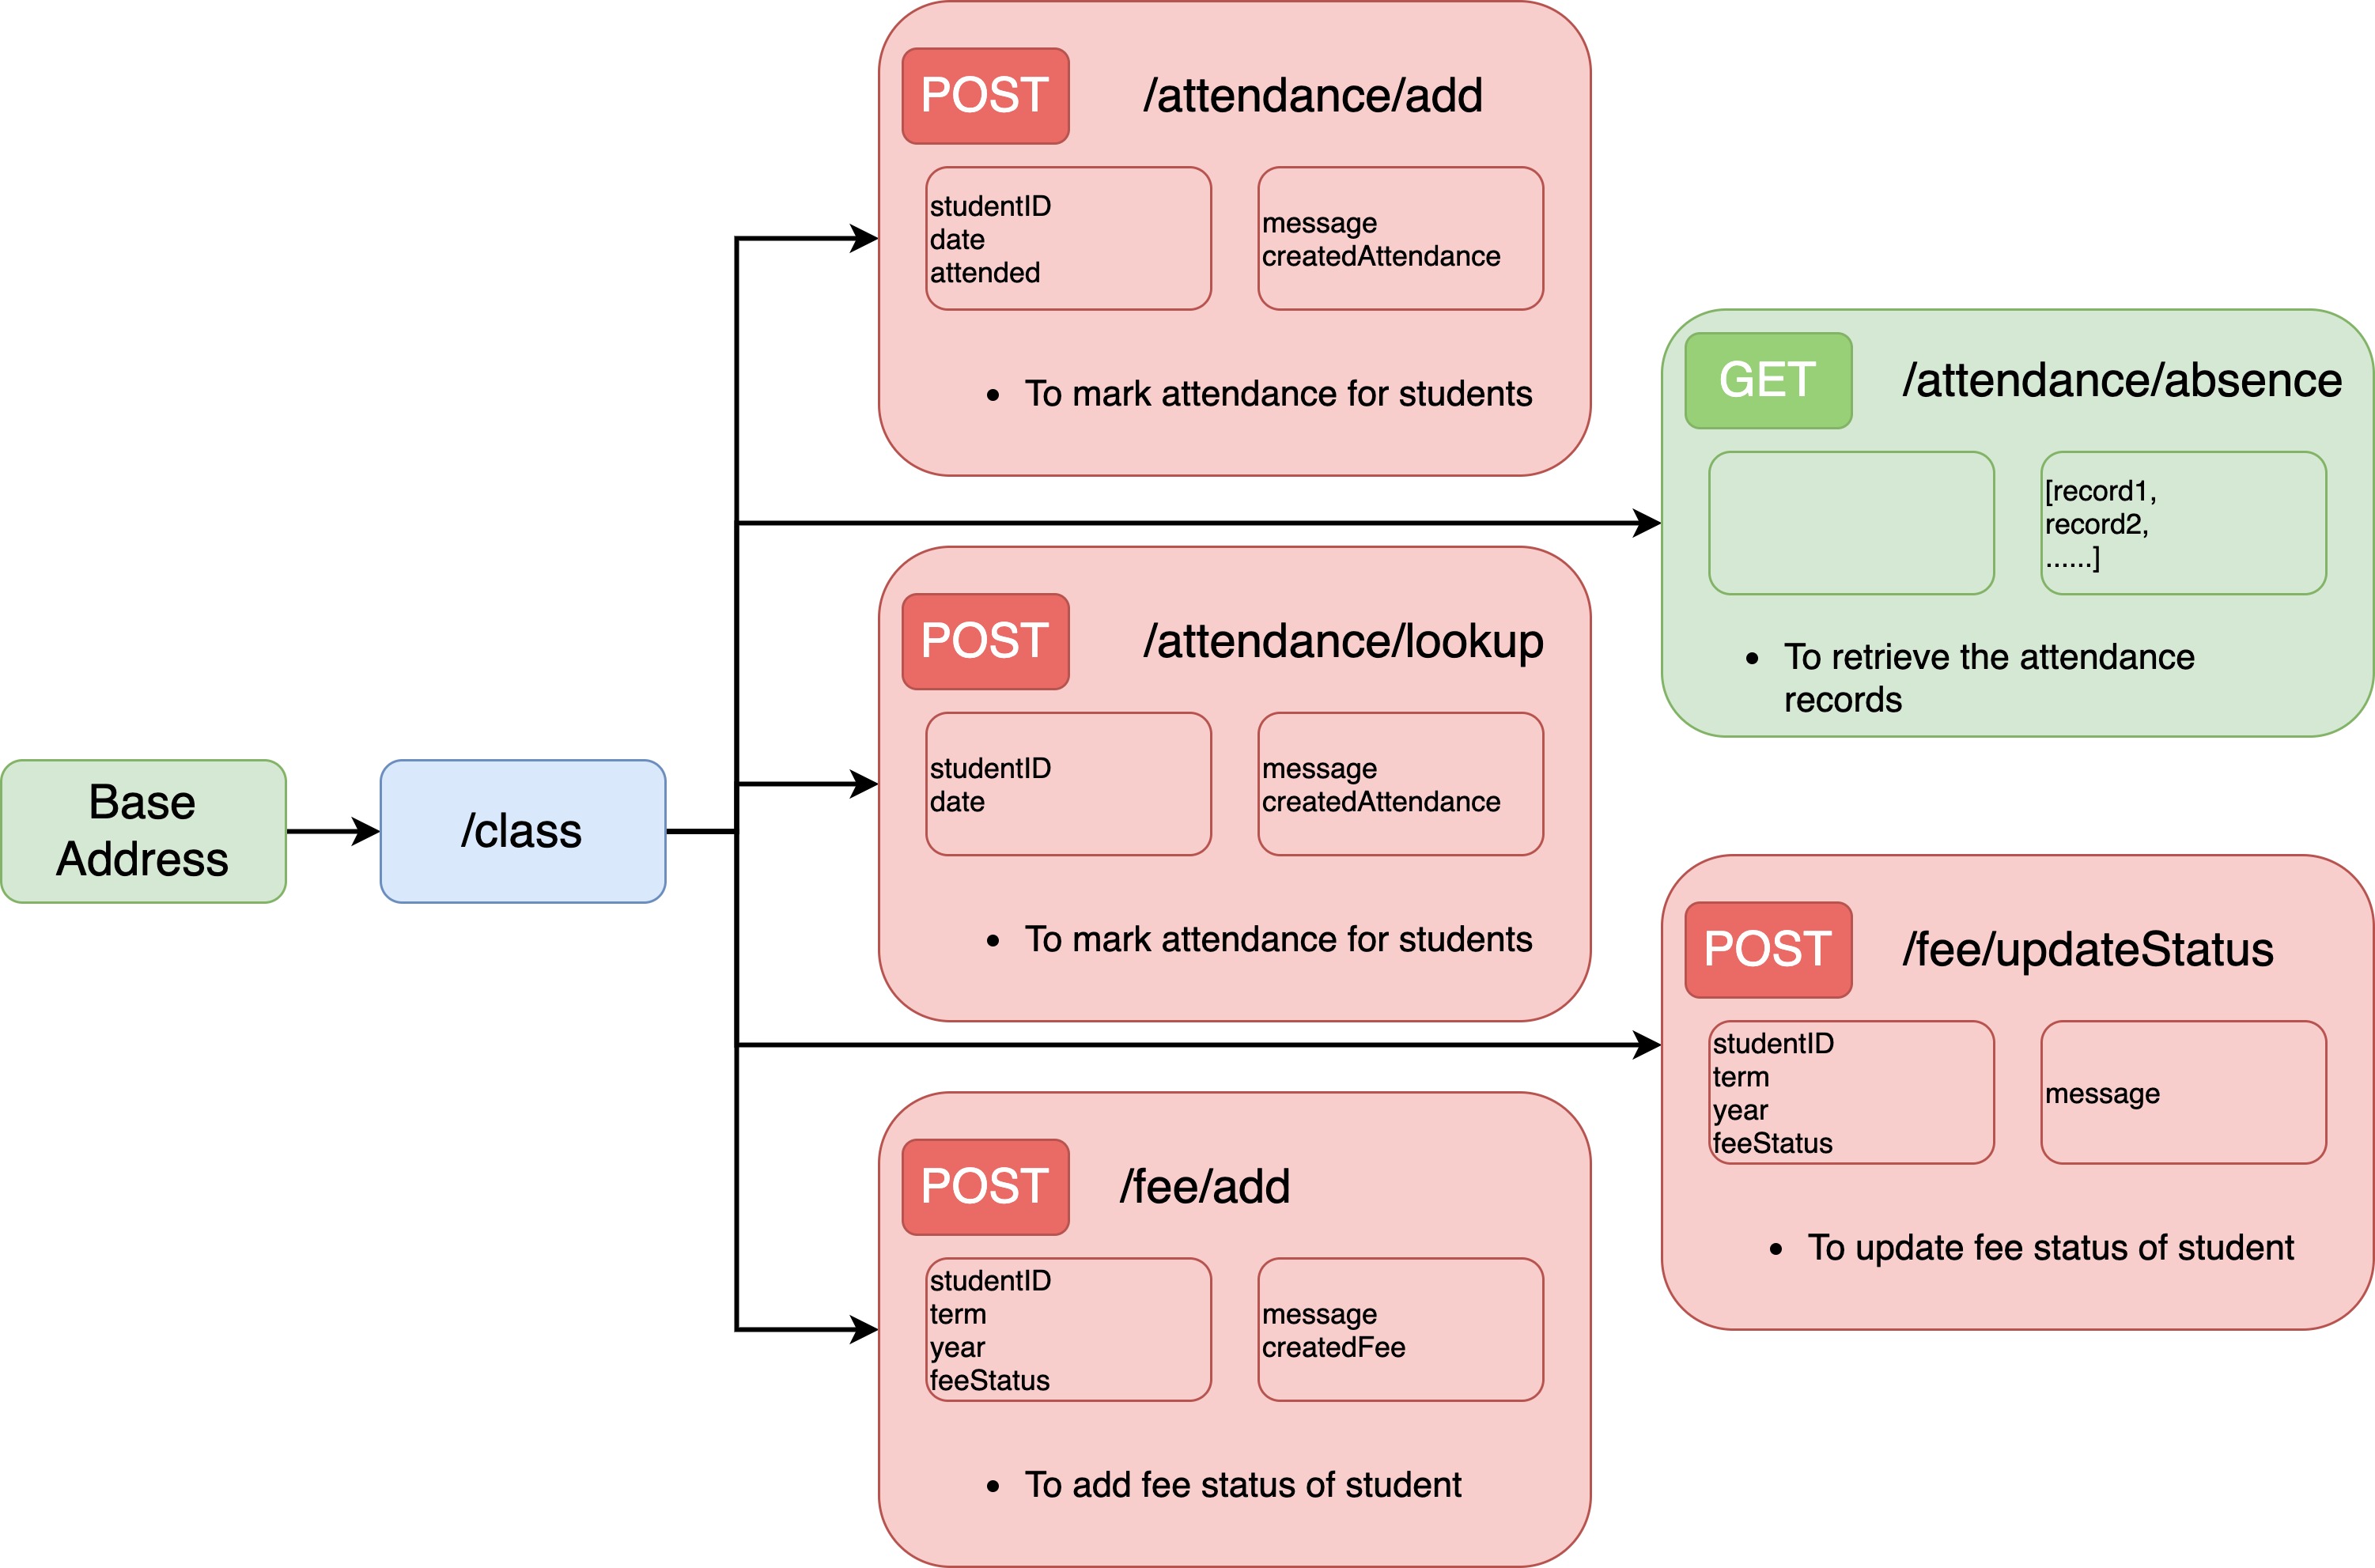 Base
Address
/class
POST
/attendance/add
studentID
date
attended
message
createdAttendance
• To mark attendance for students
GET
/attendance/absence
[record1,
record2,
......]
• To retrieve the attendance
records
POST
/attendance/lookup
studentID
date
message
createdAttendance
• To mark attendance for students
POST
/fee/updateStatus
studentID
term
year
feeStatus
message
• To update fee status of student
POST
/fee/add
studentID
term
year
feeStatus
message
createdFee
• To add fee status of student